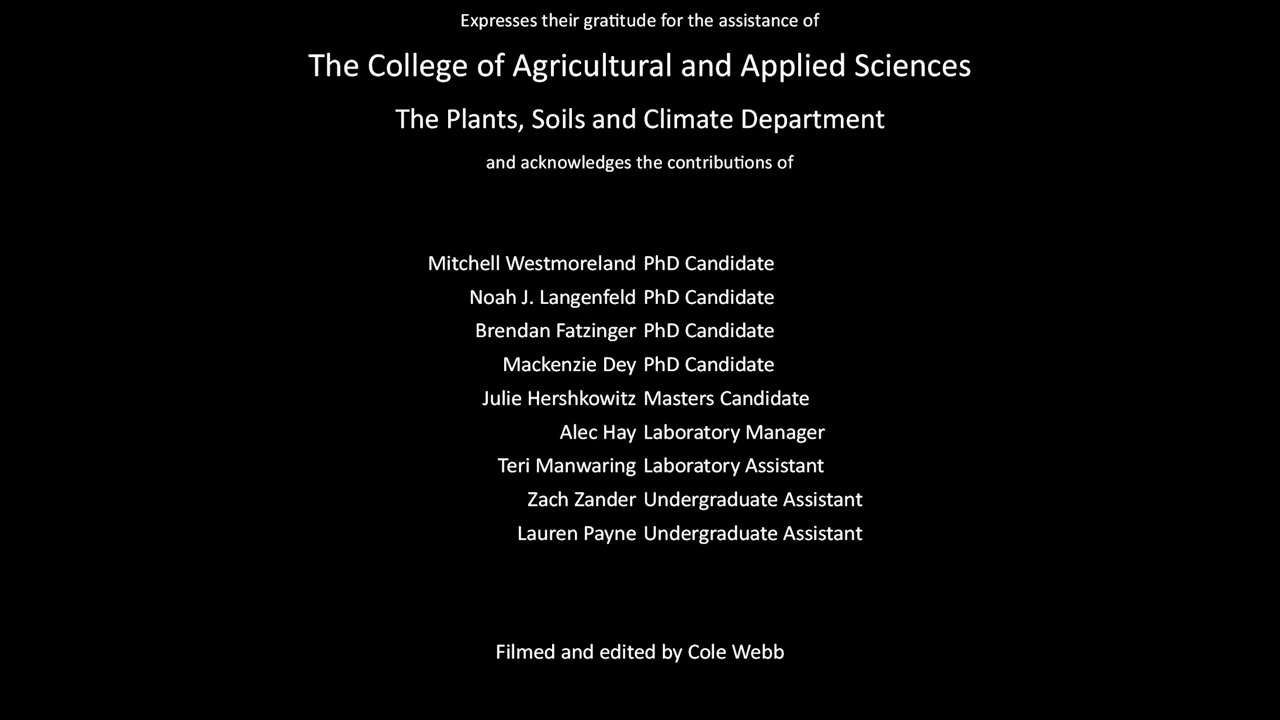 Expresses their gratitude for the assistance of
The College of Agricultural and Applied Sciences
The Plants, Soils and Climate Department
and acknowledges the contributions of
Mitchell Westmoreland PhD Candidate
Noah J. Langenfeld PhD Candidate
Brendan Fatzinger PhD Candidate
Mackenzie Dey PhD Candidate
Julie Hershkowitz Masters Candidate
Alec Hay Laboratory Manager
Teri Manwaring Laboratory Assistant
Zach Zander Undergraduate Assistant
Lauren Payne Undergraduate Assistant
Filmed and edited by Cole Webb